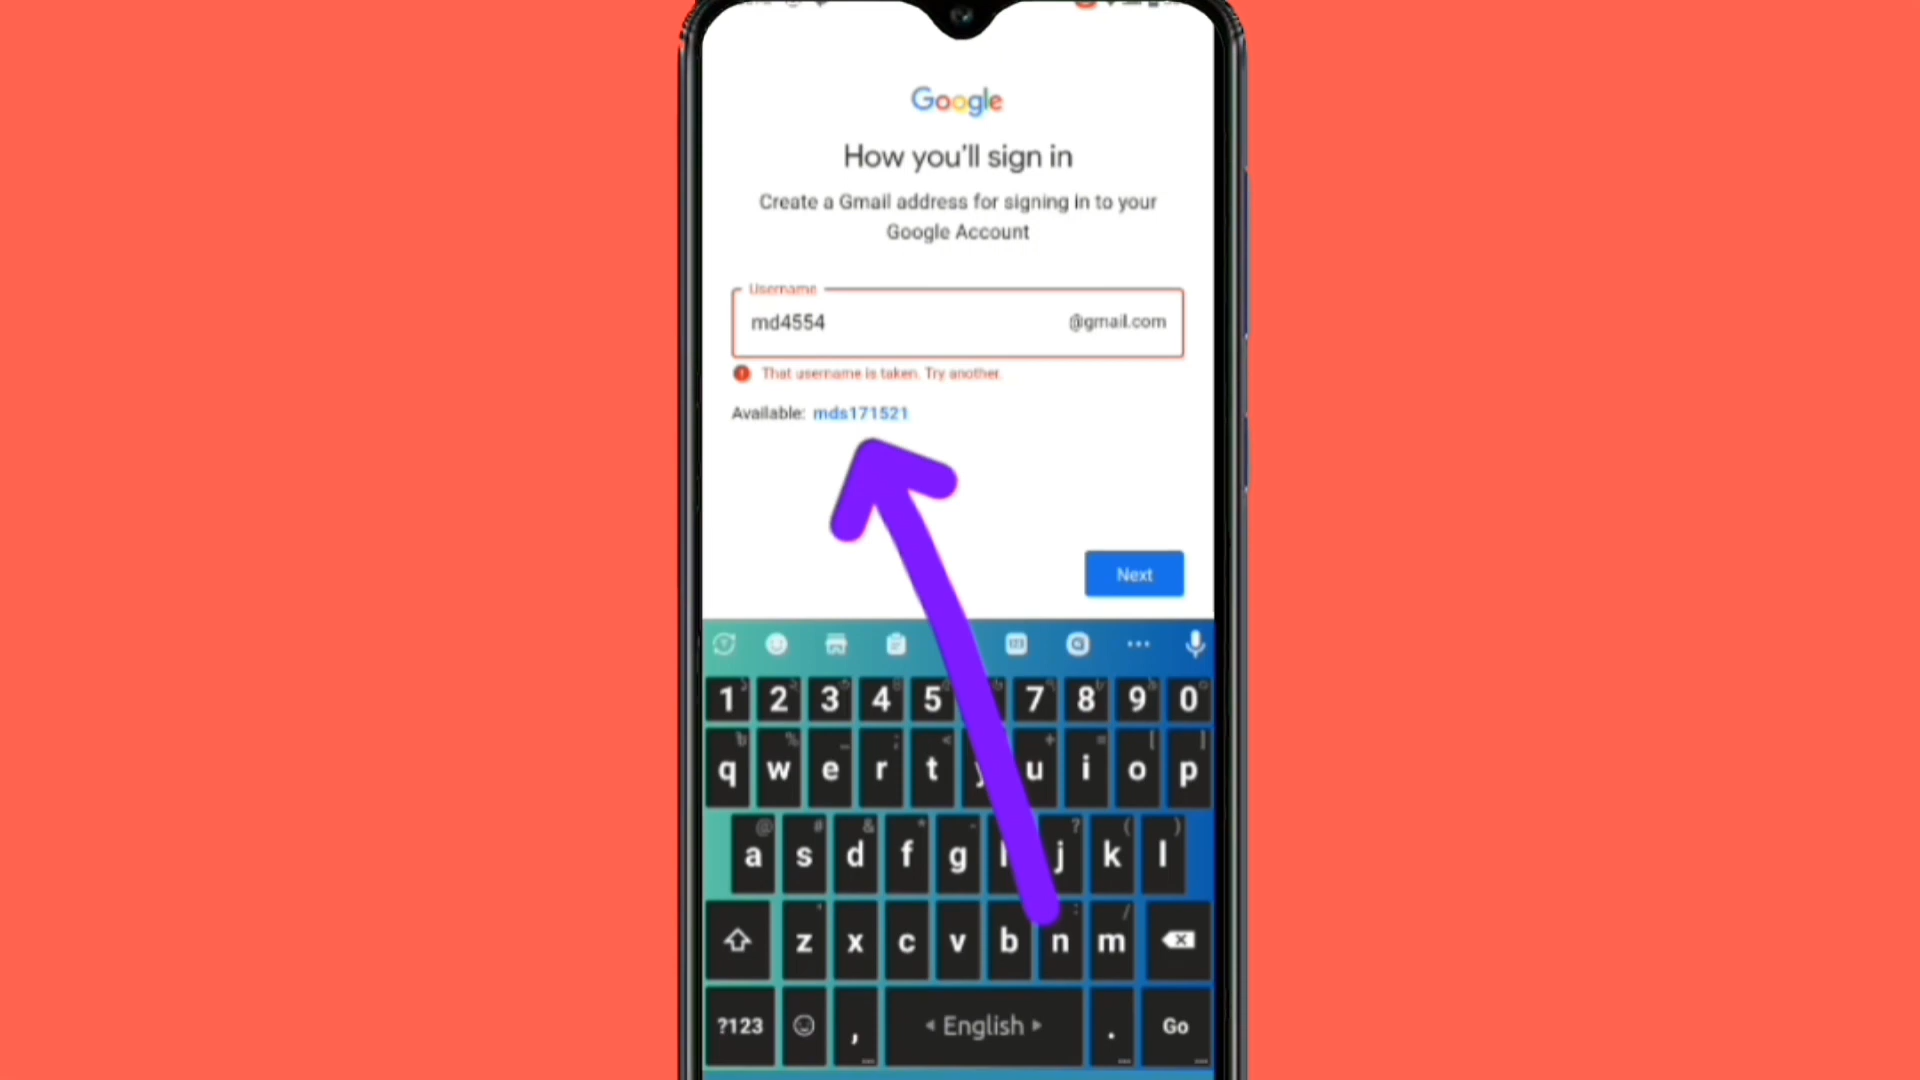 Google
How you'll sign in
Create a Gmail address for signing in to your
Google Account
Username
md4554 @gmail.com
That username is taken. Try another.
Available: mds171521
Next
1 2 3 4 5 7 8 9 0
q w e r t y u i o p
a s d f g j k l
z x c v b n m
?123 , English . Go